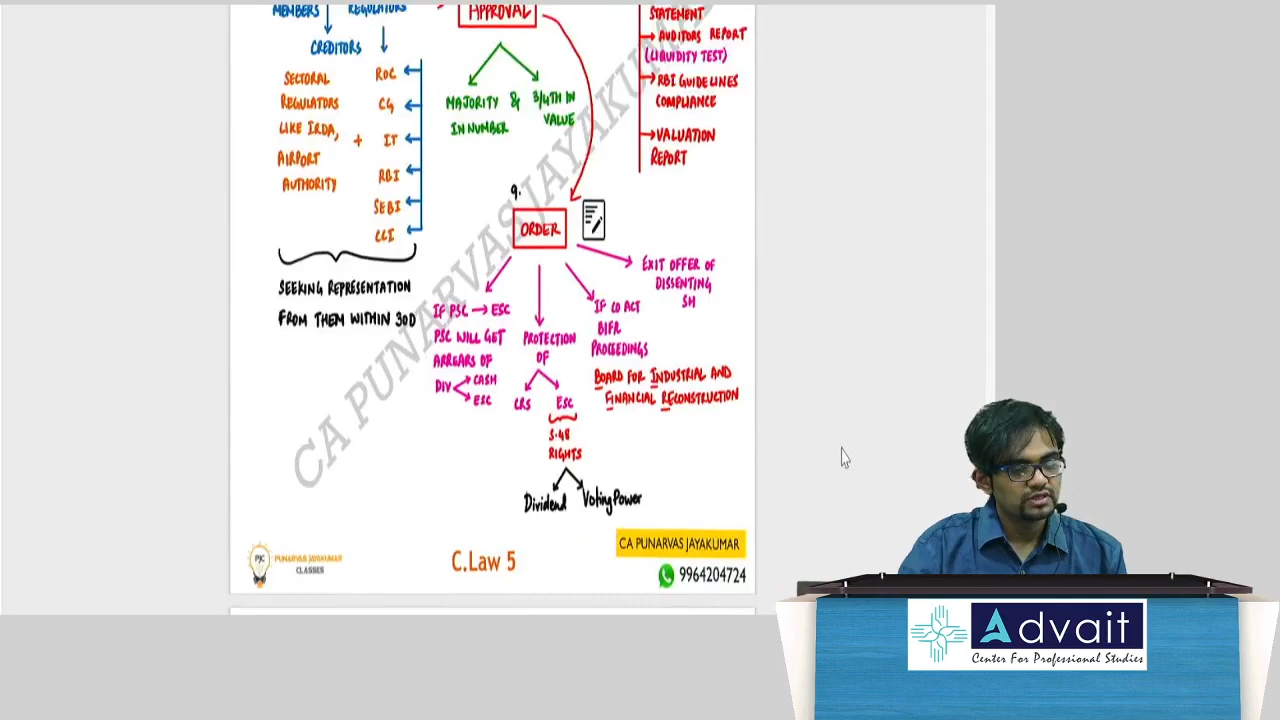 MEMBERS
REGULATORS
CREDITORS
SECTORAL
REGULATORS
LIKE IRDA,
AIRPORT
AUTHORITY
+
ROC
CG
IT
RBI
SEBI
CCI
SEEKING REPRESENTATION
FROM THEM WITHIN 30D
APPROVAL
MAJORITY & 3/4TH IN
IN NUMBER VALUE
STATEMENT
AUDITORS REPORT
(LIQUIDITY TEST)
RBI GUIDELINES
COMPLIANCE
VALUATION
REPORT
9.
ORDER
IF PSC → ESC
PSC WILL GET
ARREARS OF
DIV
CASH
ESC
PROTECTION
OF
CRS
ESC
S-48
RIGHTS
Dividend
Voting Power
IF CO ACT
BIFR
PROCEEDINGS
BOARD FOR INDUSTRIAL AND
FINANCIAL RECONSTRUCTION
EXIT OFFER OF
DISSENTING
SH
CA PUNARVAS JAYAKUMAR
PJC
PUNARVAS JAYAKUMAR
CLASSES
C.Law 5
CA PUNARVAS JAYAKUMAR
9964204724
Advait
Center For Professional Studies